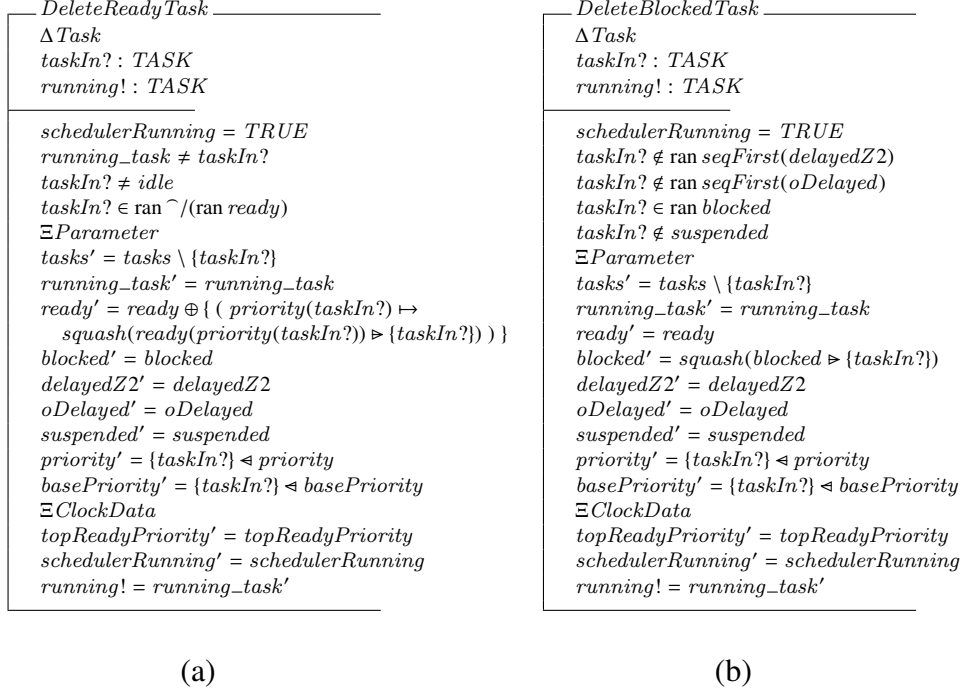 DeleteReadyTask
ΔTask
taskIn? : TASK
running! : TASK
schedulerRunning = TRUE
running_task ≠ taskIn?
taskIn? ≠ idle
taskIn? ∈ ran ⌢/(ran ready)
ΞParameter
tasks′ = tasks \ {taskIn?}
running_task′ = running_task
ready′ = ready ⊕ { ( priority(taskIn?) ↦
squash(ready(priority(taskIn?)) ⩥ {taskIn?}) ) }
blocked′ = blocked
delayedZ2′ = delayedZ2
oDelayed′ = oDelayed
suspended′ = suspended
priority′ = {taskIn?} ⩤ priority
basePriority′ = {taskIn?} ⩤ basePriority
ΞClockData
topReadyPriority′ = topReadyPriority
schedulerRunning′ = schedulerRunning
running! = running_task′
(a)
DeleteBlockedTask
ΔTask
taskIn? : TASK
running! : TASK
schedulerRunning = TRUE
taskIn? ∉ ran seqFirst(delayedZ2)
taskIn? ∉ ran seqFirst(oDelayed)
taskIn? ∈ ran blocked
taskIn? ∉ suspended
ΞParameter
tasks′ = tasks \ {taskIn?}
running_task′ = running_task
ready′ = ready
blocked′ = squash(blocked ⩥ {taskIn?})
delayedZ2′ = delayedZ2
oDelayed′ = oDelayed
suspended′ = suspended
priority′ = {taskIn?} ⩤ priority
basePriority′ = {taskIn?} ⩤ basePriority
ΞClockData
topReadyPriority′ = topReadyPriority
schedulerRunning′ = schedulerRunning
running! = running_task′
(b)